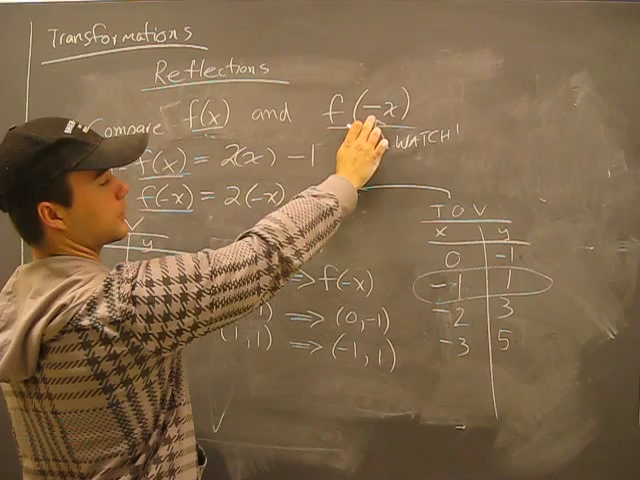 Transformations
Reflections
Compare f(x) and f(-x)
WATCH!
f(x) = 2(x) - 1
f(-x) = 2(-x)
T O V
x y
0 -1
-1 1
-2 3
-3 5
y
=> f(-x)
=> (0,-1)
(1,1) => (-1,1)